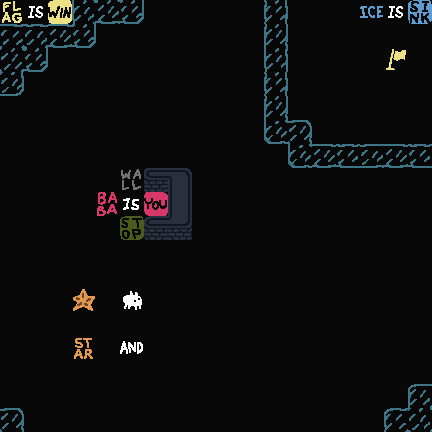 FLAG IS WIN
ICE IS SINK
WALL
BABA IS YOU
STOP
STAR AND